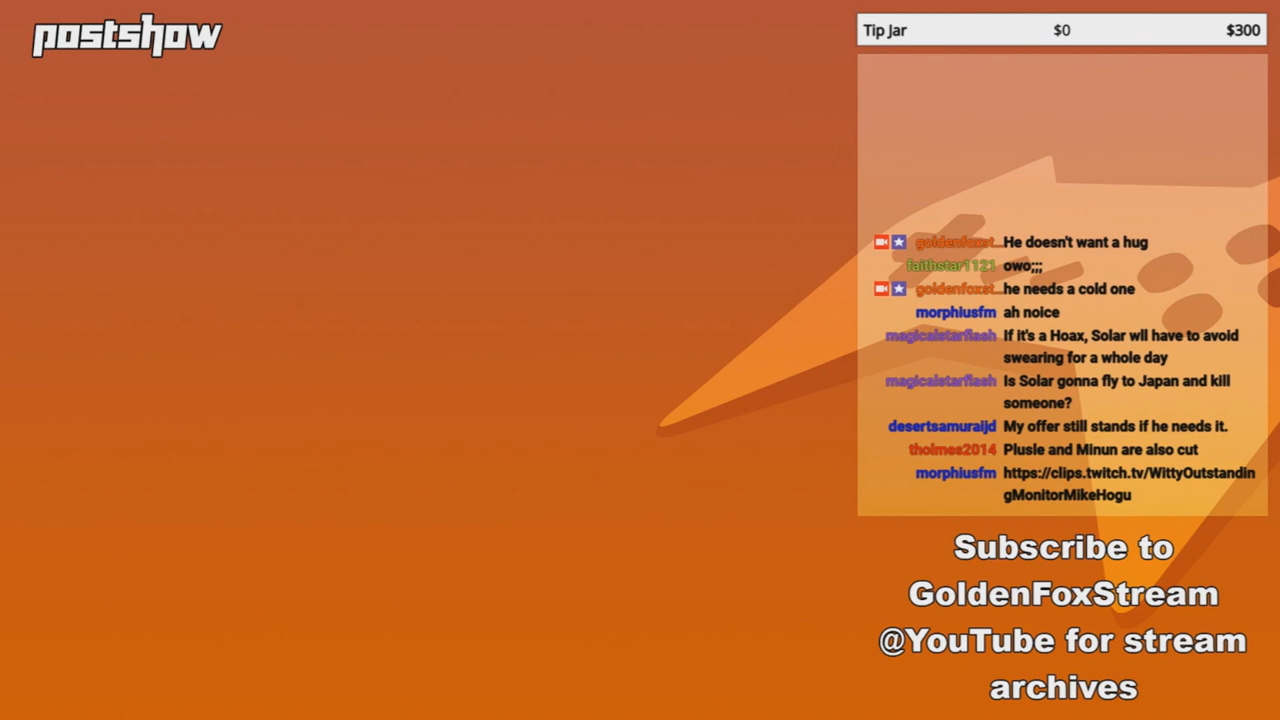 postshow
Tip Jar $0 $300
goldenfoxst... He doesn't want a hug
faithstar1121 owo;;;
goldenfoxst... he needs a cold one
morphiusfm ah noice
magicalstarflash If it's a Hoax, Solar wll have to avoid
swearing for a whole day
magicalstarflash Is Solar gonna fly to Japan and kill
someone?
desertsamuraijd My offer still stands if he needs it.
tholmes2014 Plusle and Minun are also cut
morphiusfm https://clips.twitch.tv/WittyOutstandin
gMonitorMikeHogu
Subscribe to
GoldenFoxStream
@YouTube for stream
archives